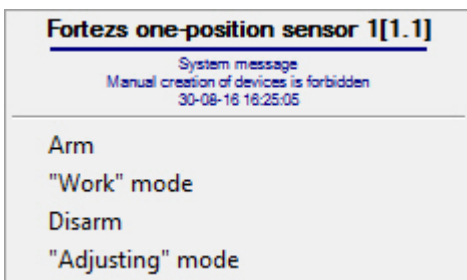 Fortezs one-position sensor 1[1.1]
System message
Manual creation of devices is forbidden
30-08-16 16:25:05
Arm
"Work" mode
Disarm
"Adjusting" mode